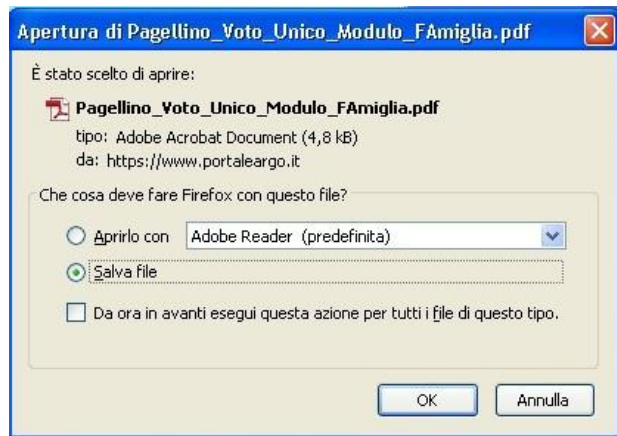 Apertura di Pagellino_Voto_Unico_Modulo_FAmiglia.pdf
È stato scelto di aprire:
Pagellino_Voto_Unico_Modulo_FAmiglia.pdf
tipo: Adobe Acrobat Document (4,8 kB)
da: https://www.portaleargo.it
Che cosa deve fare Firefox con questo file?
Aprirlo con Adobe Reader (predefinita)
Salva file
Da ora in avanti esegui questa azione per tutti i file di questo tipo.
OK Annulla